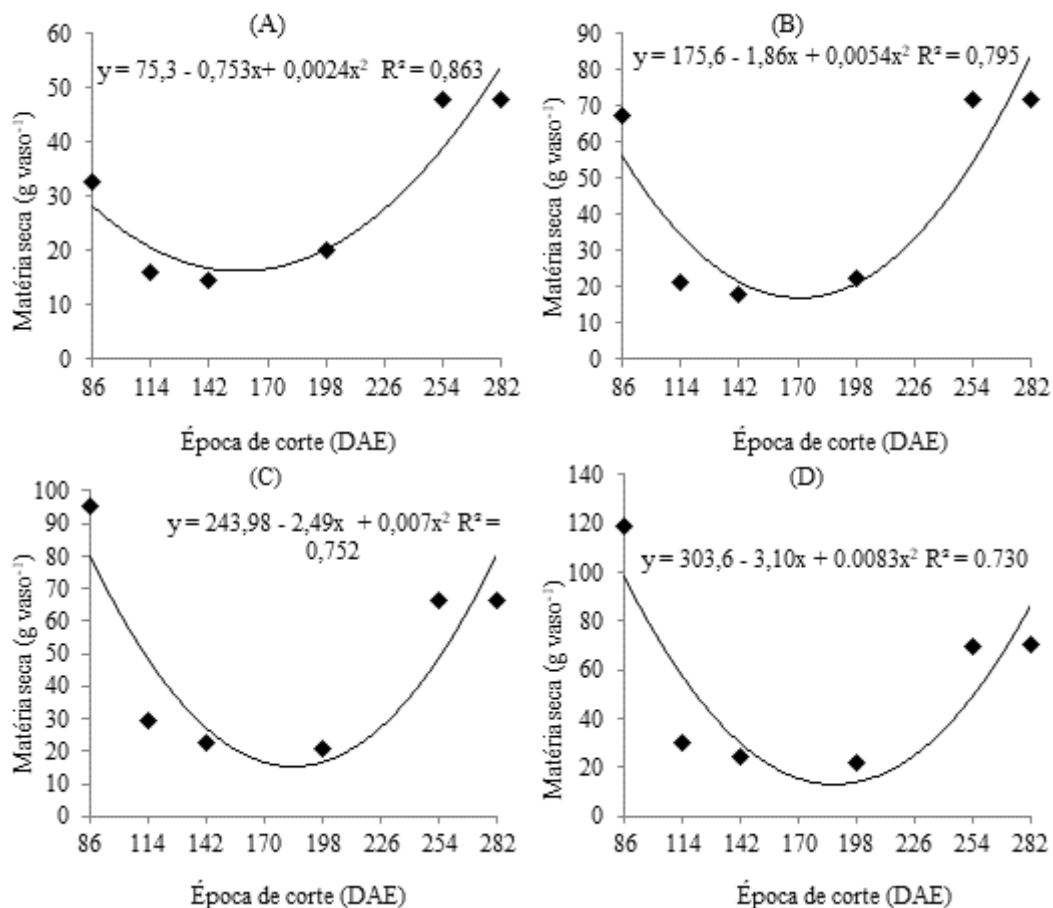 (A)
y = 75,3 - 0,753x+ 0,0024x² R² = 0,863
Matéria seca (g vaso⁻¹)
60
50
40
30
20
10
0
86 114 142 170 198 226 254 282
Época de corte (DAE)
(B)
y = 175,6 - 1,86x + 0,0054x² R² = 0,795
Matéria seca (g vaso⁻¹)
90
80
70
60
50
40
30
20
10
0
86 114 142 170 198 226 254 282
Época de corte (DAE)
(C)
y = 243,98 - 2,49x + 0,007x² R² =
0,752
Matéria seca (g vaso⁻¹)
100
90
80
70
60
50
40
30
20
10
0
86 114 142 170 198 226 254 282
Época de corte (DAE)
(D)
y = 303,6 - 3,10x + 0.0083x² R² = 0.730
Matéria seca (g vaso⁻¹)
140
120
100
80
60
40
20
0
86 114 142 170 198 226 254 282
Época de corte (DAE)